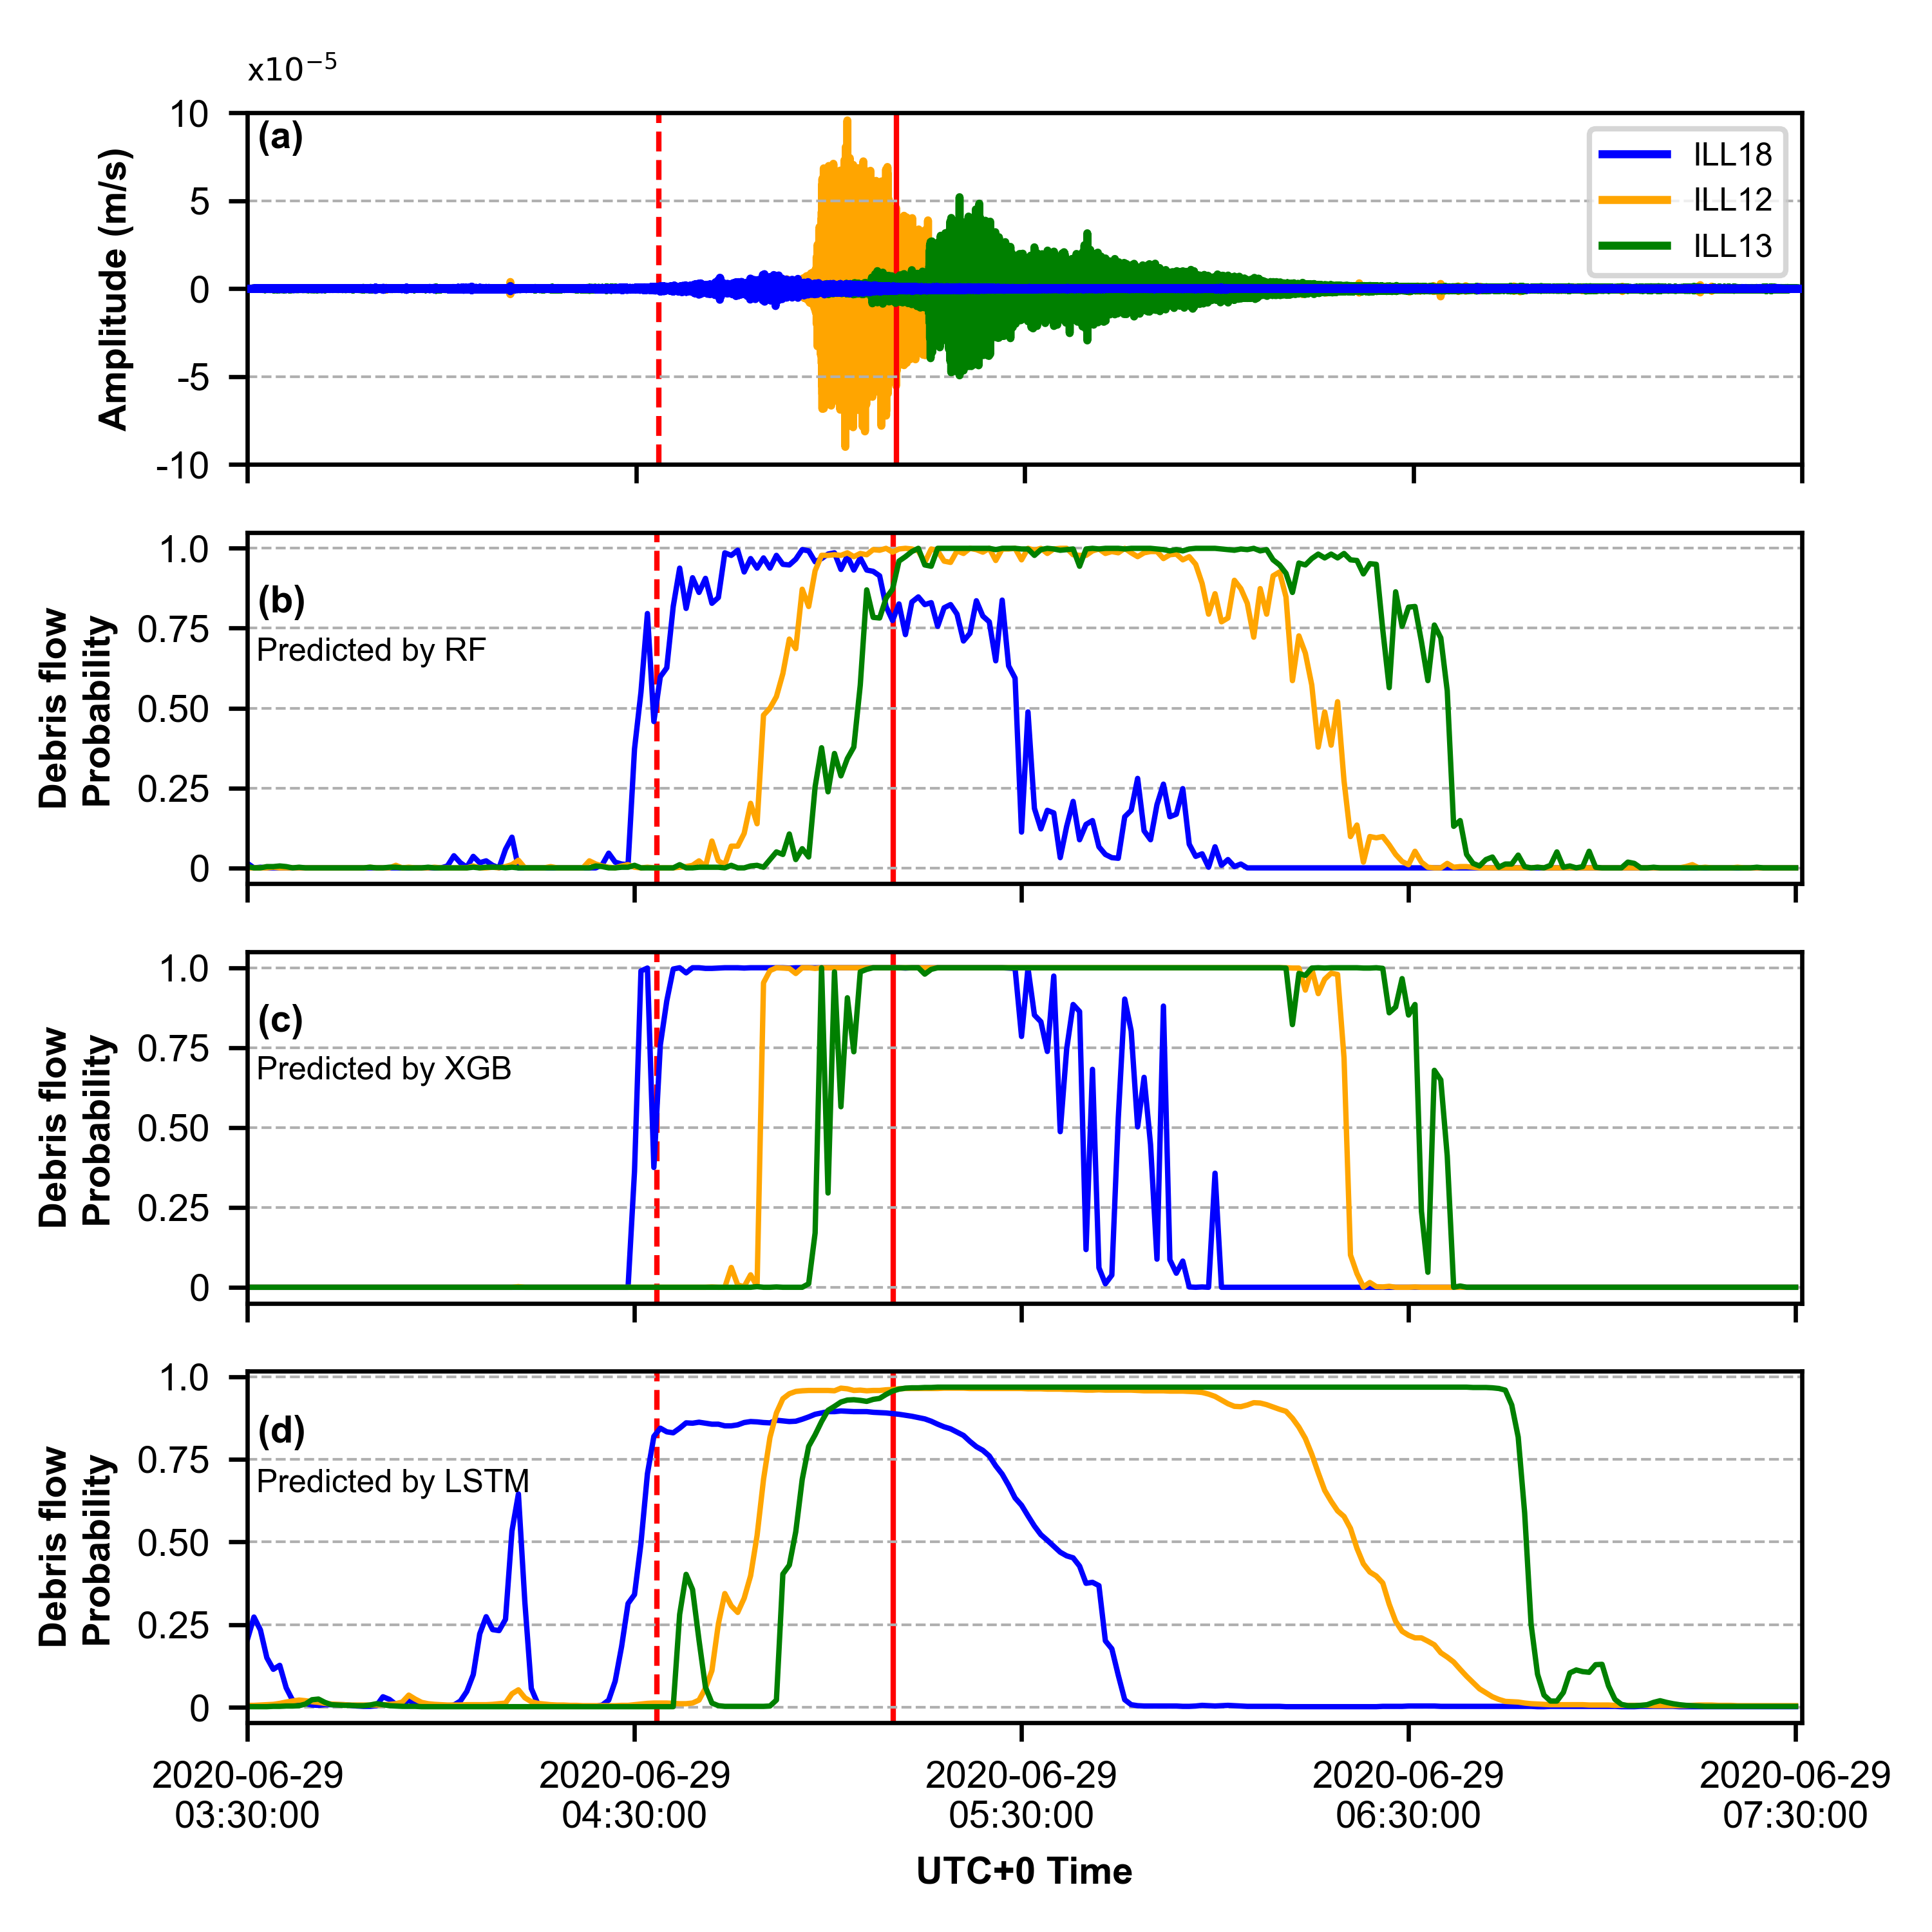 x10⁻⁵
10
5
0
-5
-10
Amplitude (m/s)
(a)
ILL18
ILL12
ILL13
1.0
0.75
0.50
0.25
0
Debris flow
Probability
(b)
Predicted by RF
1.0
0.75
0.50
0.25
0
Debris flow
Probability
(c)
Predicted by XGB
1.0
0.75
0.50
0.25
0
Debris flow
Probability
(d)
Predicted by LSTM
2020-06-29
03:30:00
2020-06-29
04:30:00
2020-06-29
05:30:00
2020-06-29
06:30:00
2020-06-29
07:30:00
UTC+0 Time